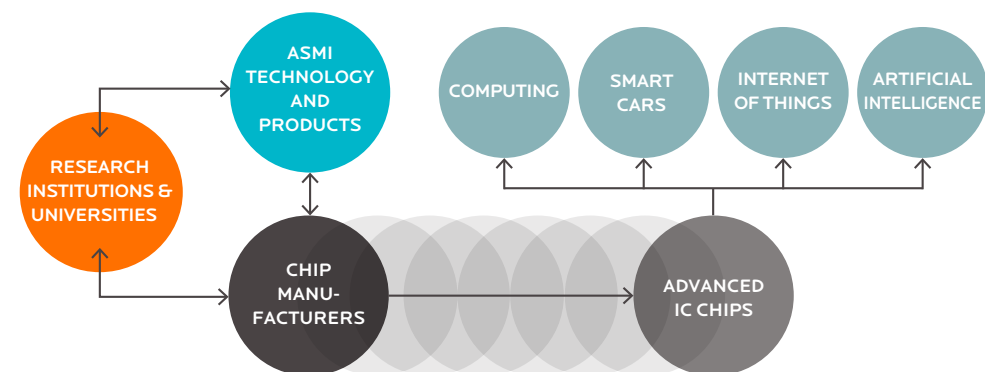 ASMI
TECHNOLOGY
AND
PRODUCTS
COMPUTING
SMART
CARS
INTERNET
OF THINGS
ARTIFICIAL
INTELLIGENCE
RESEARCH
INSTITUTIONS &
UNIVERSITIES
CHIP
MANU-
FACTURERS
ADVANCED
IC CHIPS